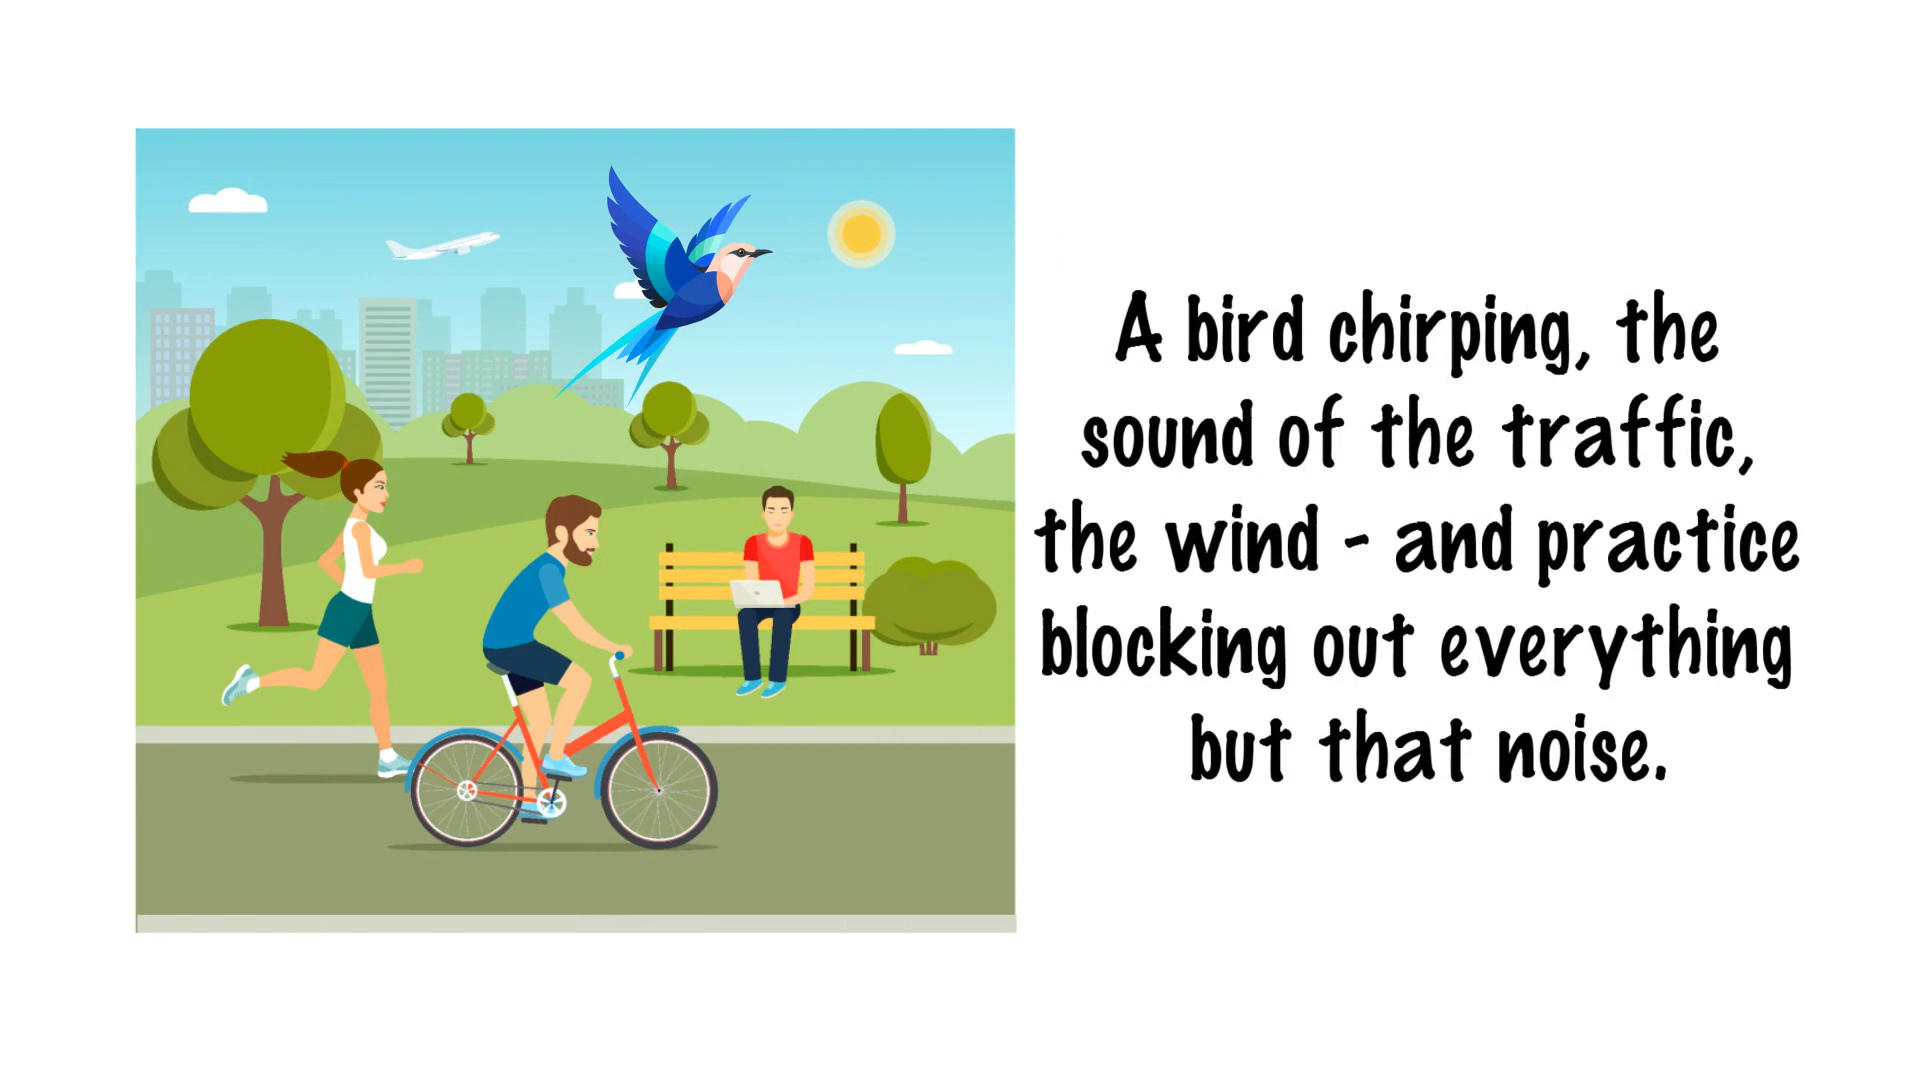 A bird chirping, the
sound of the traffic,
the wind - and practice
blocking out everything
but that noise.